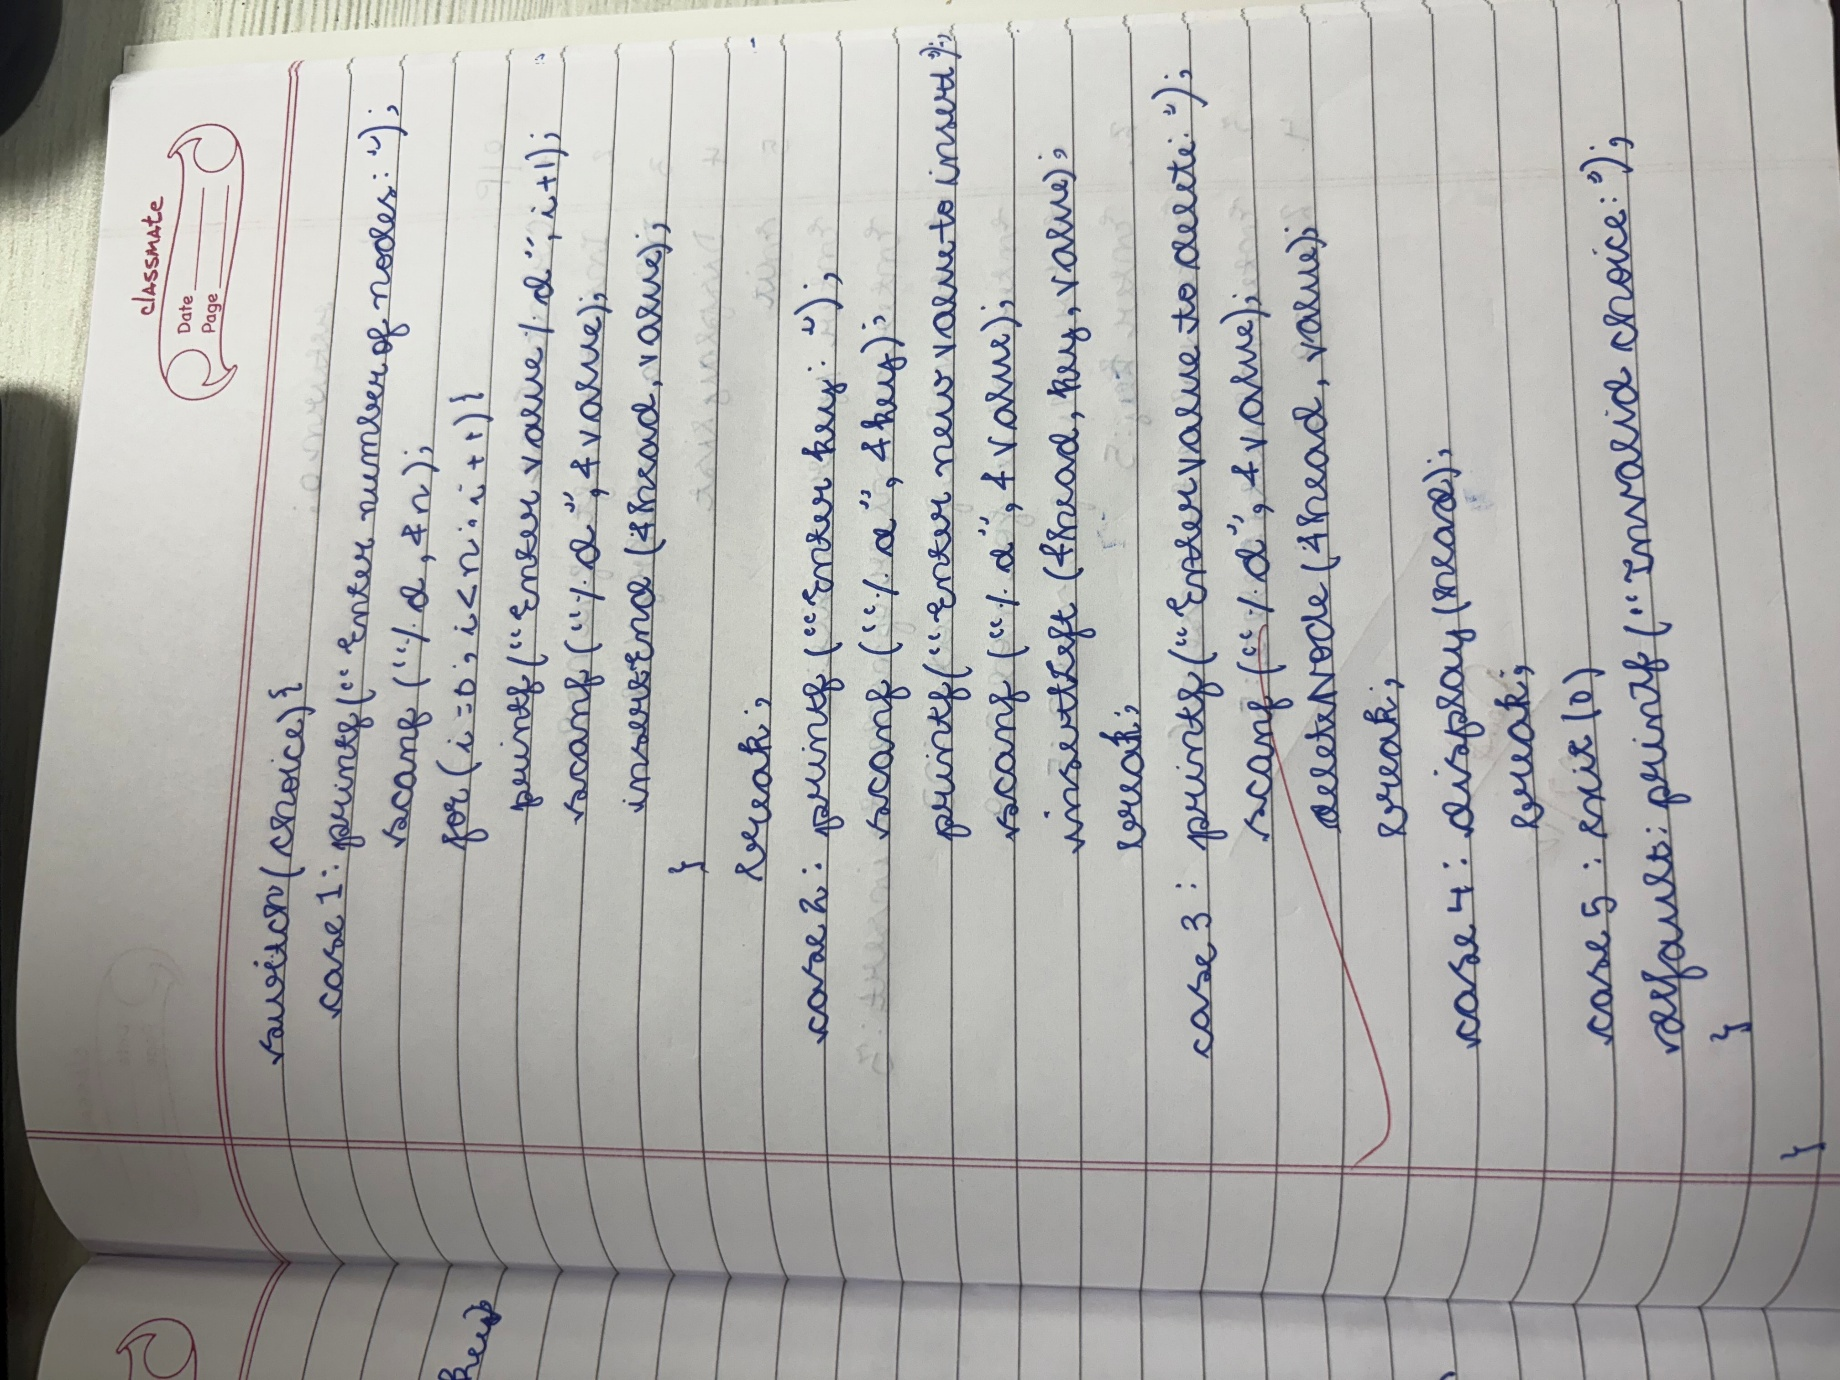 classmate
Date
Page
switch(choice){
case 1: printf("Enter number of nodes:");
scanf("%d, &n);
for(i=0; i<n; i++){
printf("Enter value %d", i+1);
scanf("%d", &value);
insertEnd(&head, value);
}
break;
case 2: printf("Enter key:");
scanf("%d", &key);
printf("Enter new value to insert");
scanf("%d", &value);
insertLeft(&head, key, value);
break;
case 3: printf("Enter value to delete:");
scanf("%d", &value);
deleteNode(&head, value);
break;
case 4: display(head);
break;
case 5: exit(0)
default: printf("Invalid choice:");
}
}
key)